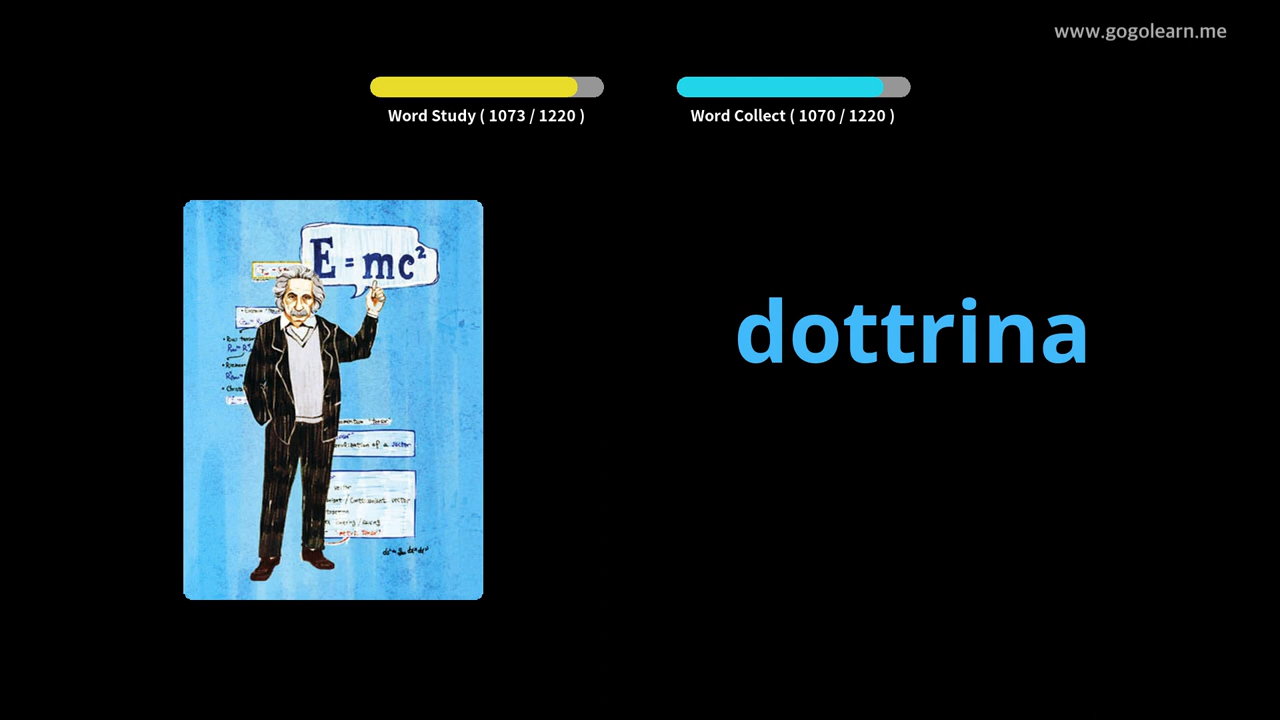 www.gogolearn.me
Word Study ( 1073 / 1220 )
Word Collect ( 1070 / 1220 )
E = mc²
dottrina